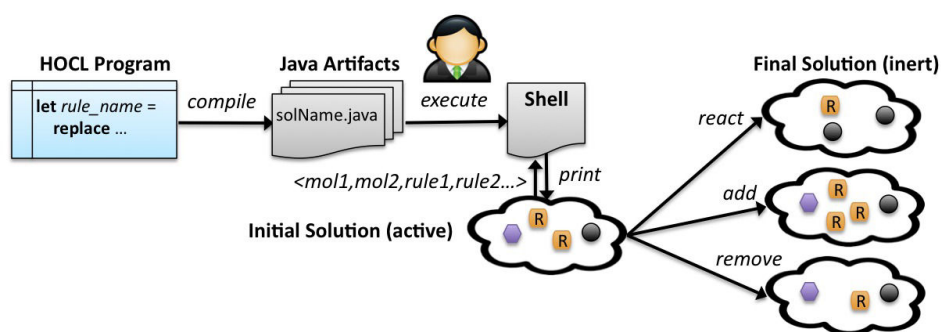 HOCL Program
let rule_name =
replace ...
compile
Java Artifacts
solName.java
execute
Shell
<mol1,mol2,rule1,rule2...>
print
Initial Solution (active)
R
R
Final Solution (inert)
react
R
add
R
R
R
remove
R